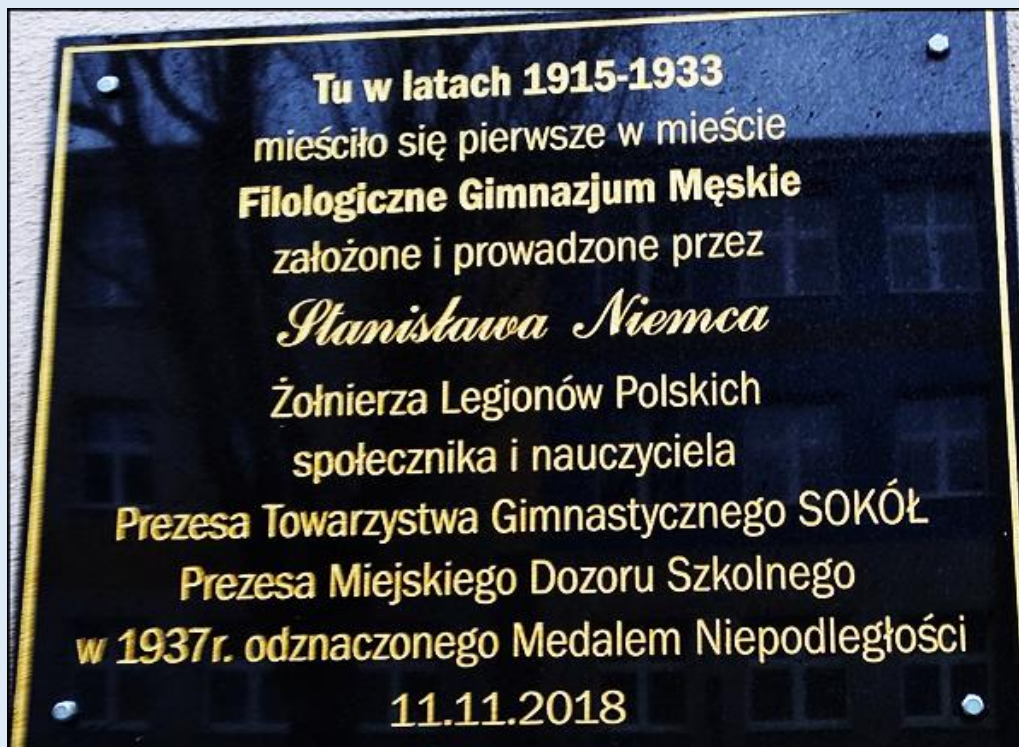 Tu w latach 1915-1933
mieściło się pierwsze w mieście
Filologiczne Gimnazjum Męskie
założone i prowadzone przez
Stanisława Niemca
Żołnierza Legionów Polskich
społecznika i nauczyciela
Prezesa Towarzystwa Gimnastycznego SOKÓŁ
Prezesa Miejskiego Dozoru Szkolnego
w 1937r. odznaczonego Medalem Niepodległości
11.11.2018